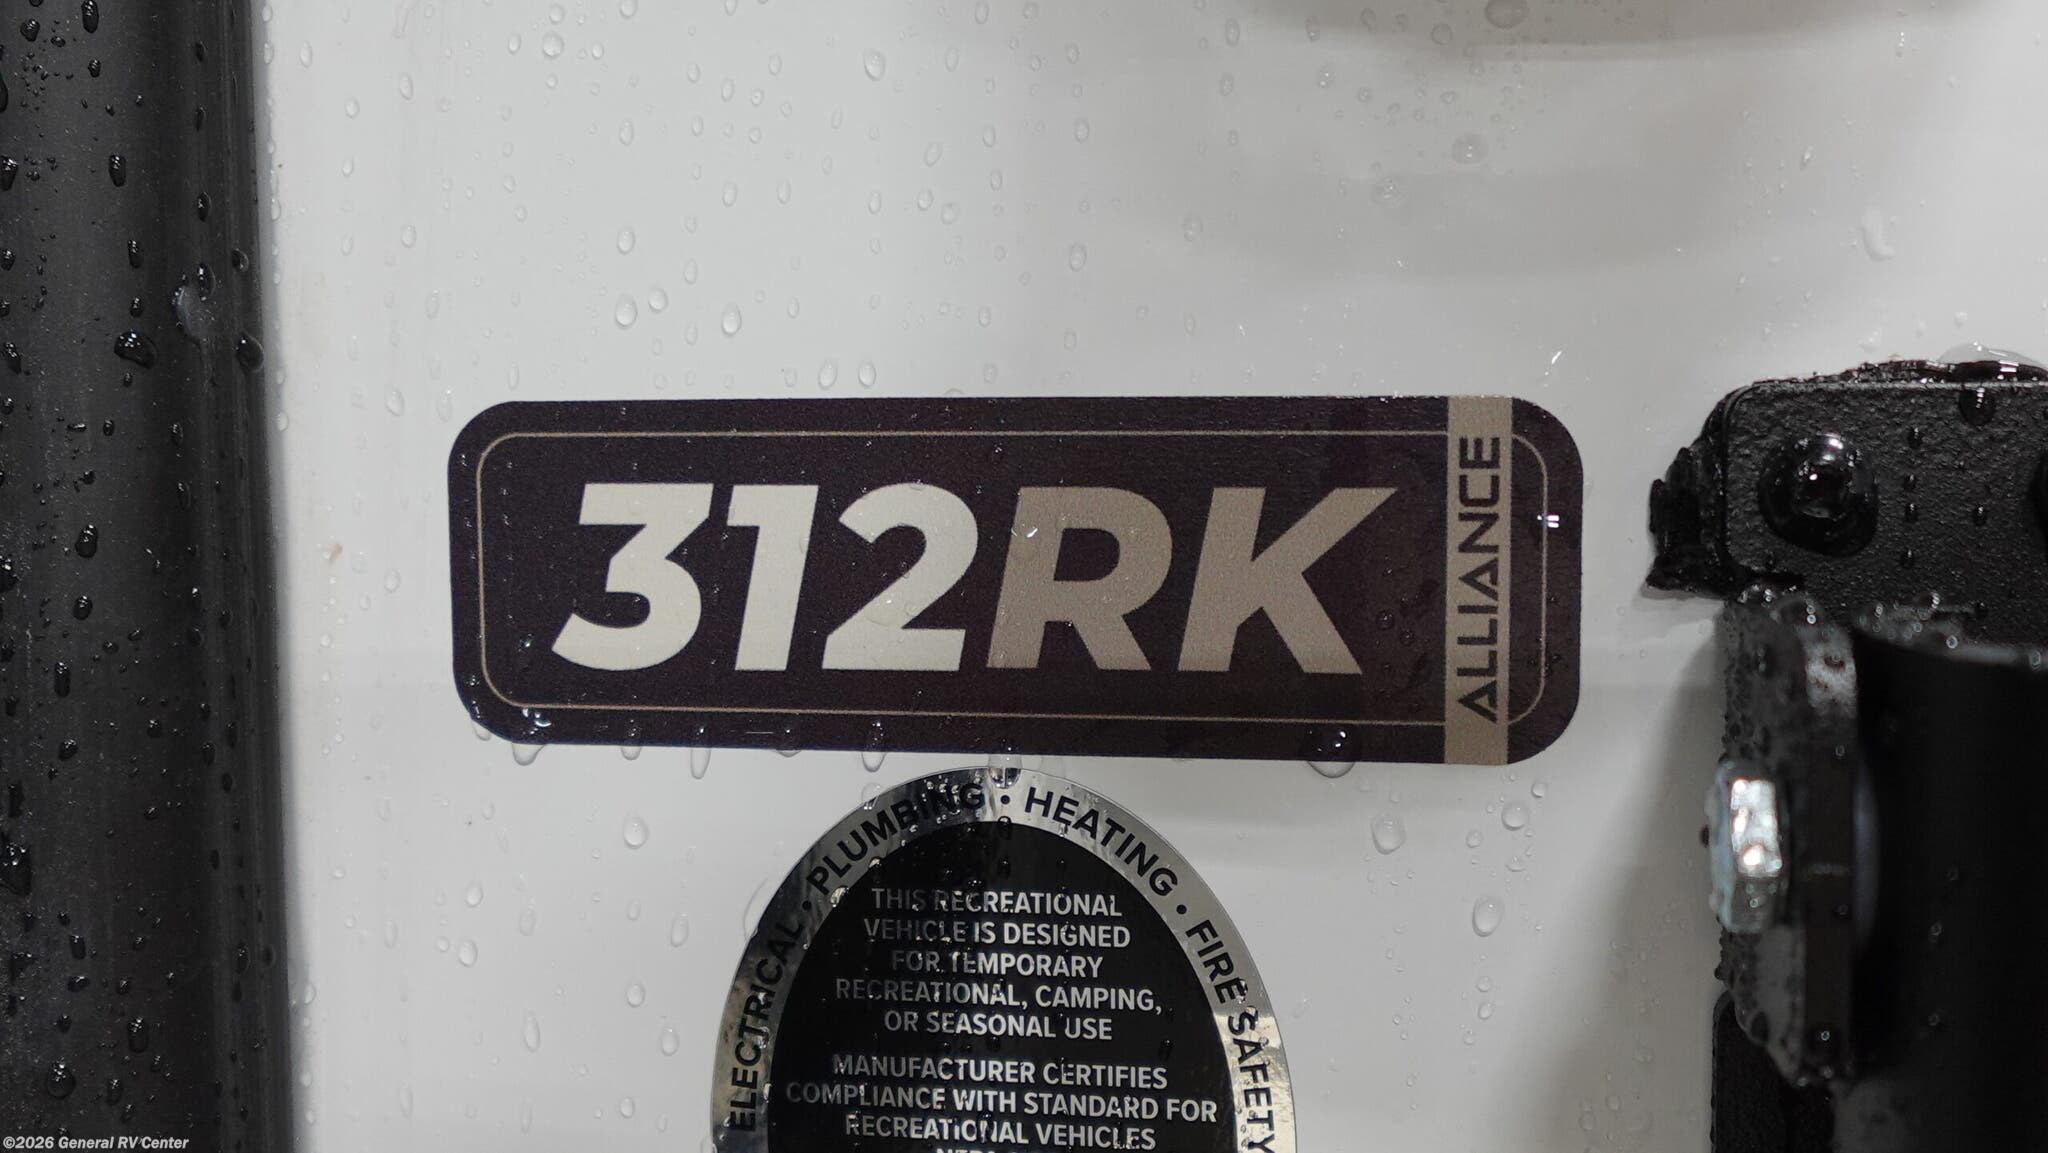 312RK
ALLIANCE
ELECTRICAL · PLUMBING · HEATING · FIRE SAFETY
THIS RECREATIONAL
VEHICLE IS DESIGNED
FOR TEMPORARY
RECREATIONAL, CAMPING,
OR SEASONAL USE
MANUFACTURER CERTIFIES
COMPLIANCE WITH STANDARD FOR
RECREATIONAL VEHICLES
©2026 General RV Center